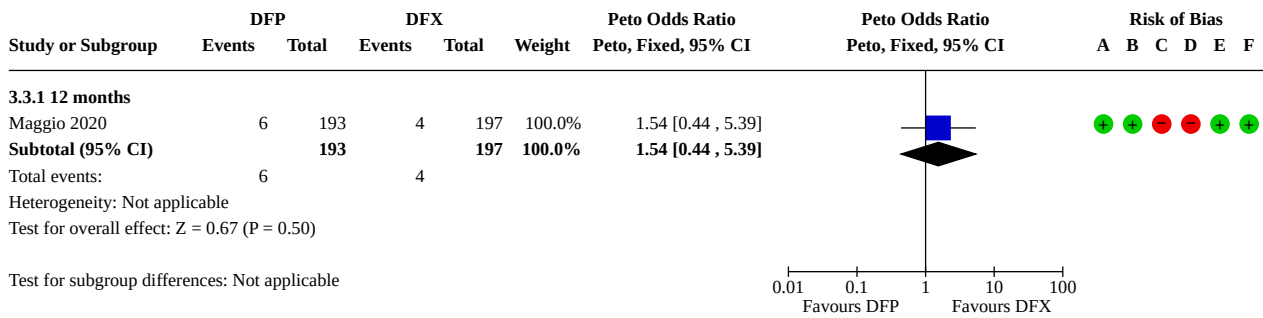 DFP DFX Peto Odds Ratio Peto Odds Ratio Risk of Bias
Study or Subgroup Events Total Events Total Weight Peto, Fixed, 95% CI Peto, Fixed, 95% CI A B C D E F
3.3.1 12 months
Maggio 2020 6 193 4 197 100.0% 1.54 [0.44 , 5.39] + + − − + +
Subtotal (95% CI) 193 197 100.0% 1.54 [0.44 , 5.39]
Total events: 6 4
Heterogeneity: Not applicable
Test for overall effect: Z = 0.67 (P = 0.50)
Test for subgroup differences: Not applicable
0.01 0.1 1 10 100
Favours DFP Favours DFX